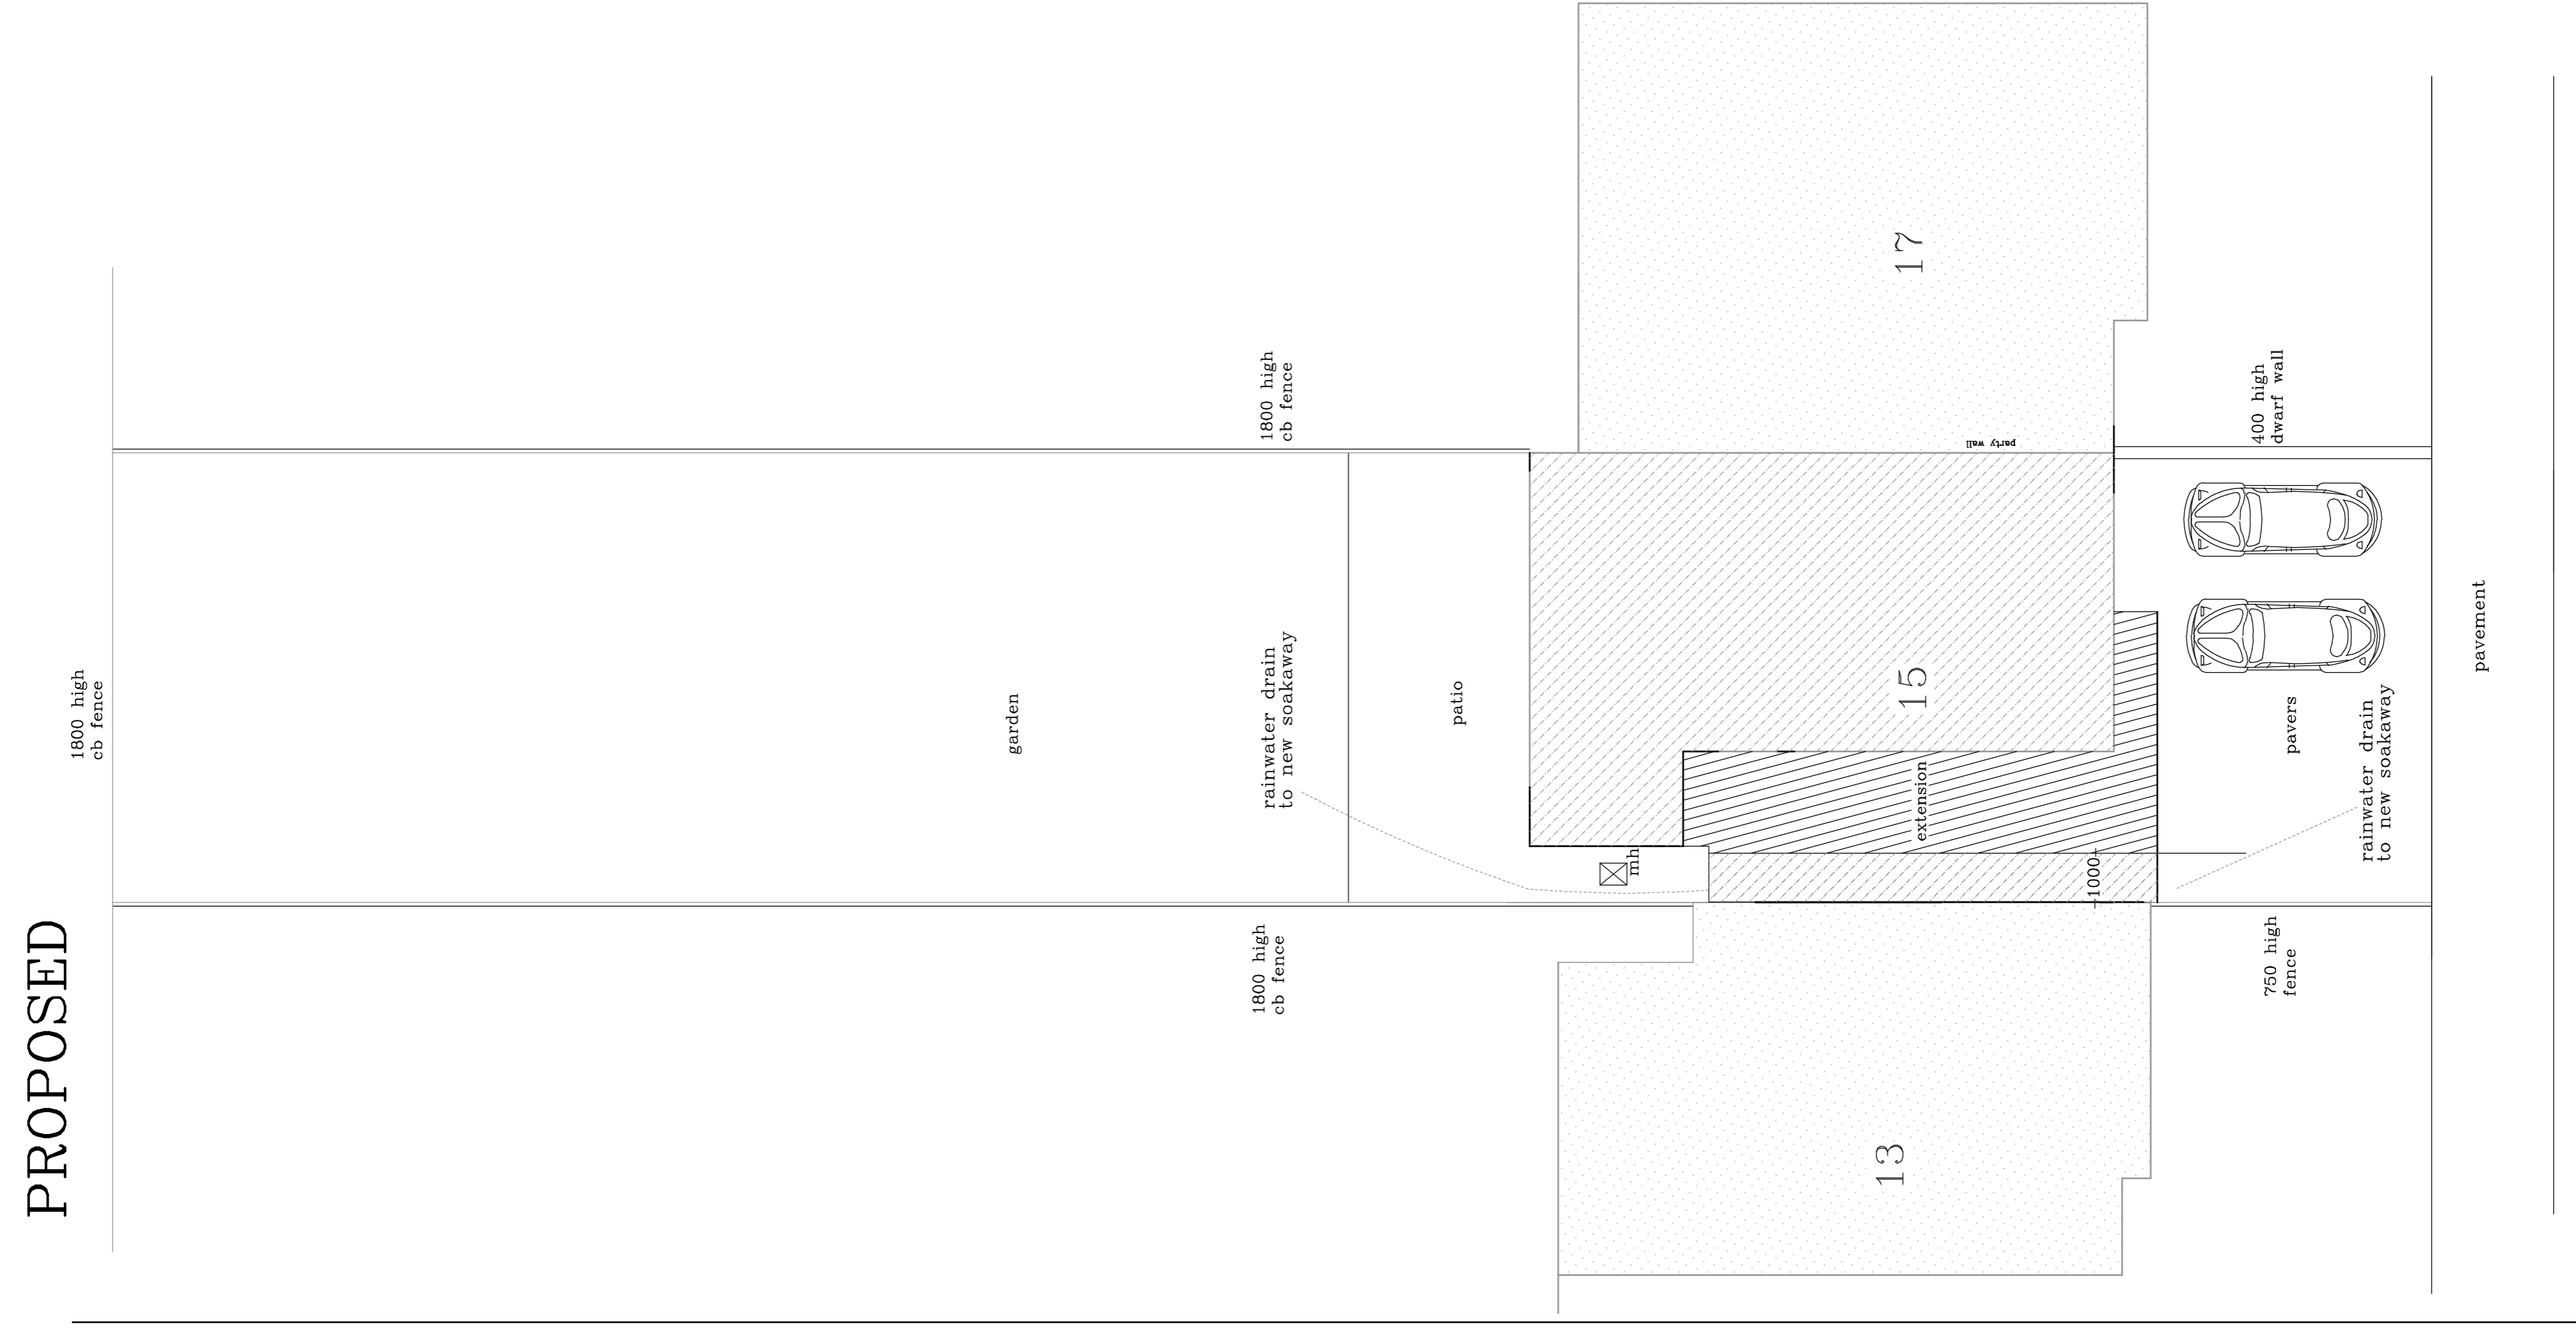 PROPOSED
1800 high
cb fence
garden
1800 high
cb fence
rainwater drain
to new soakaway
1800 high
cb fence
patio
mh
17
party wall
15
extension
1000
13
400 high
dwarf wall
pavers
750 high
fence
rainwater drain
to new soakaway
pavement